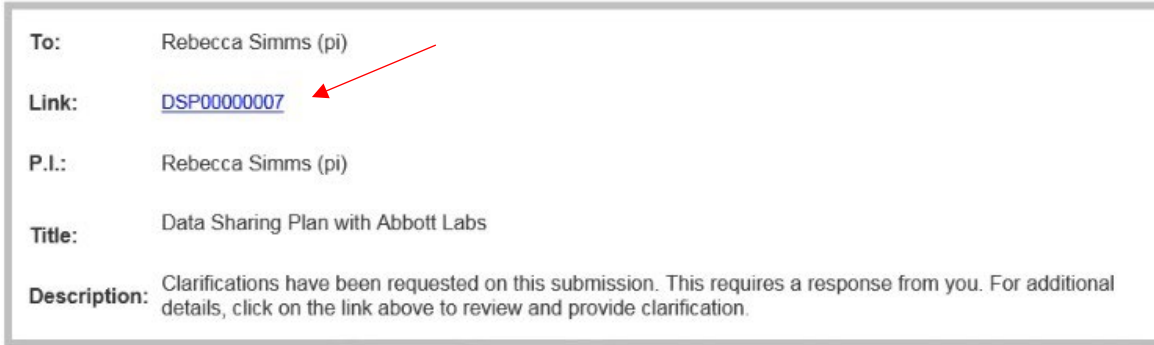 To: Rebecca Simms (pi)
Link: DSP00000007
P.I.: Rebecca Simms (pi)
Title: Data Sharing Plan with Abbott Labs
Description: Clarifications have been requested on this submission. This requires a response from you. For additional
details, click on the link above to review and provide clarification.